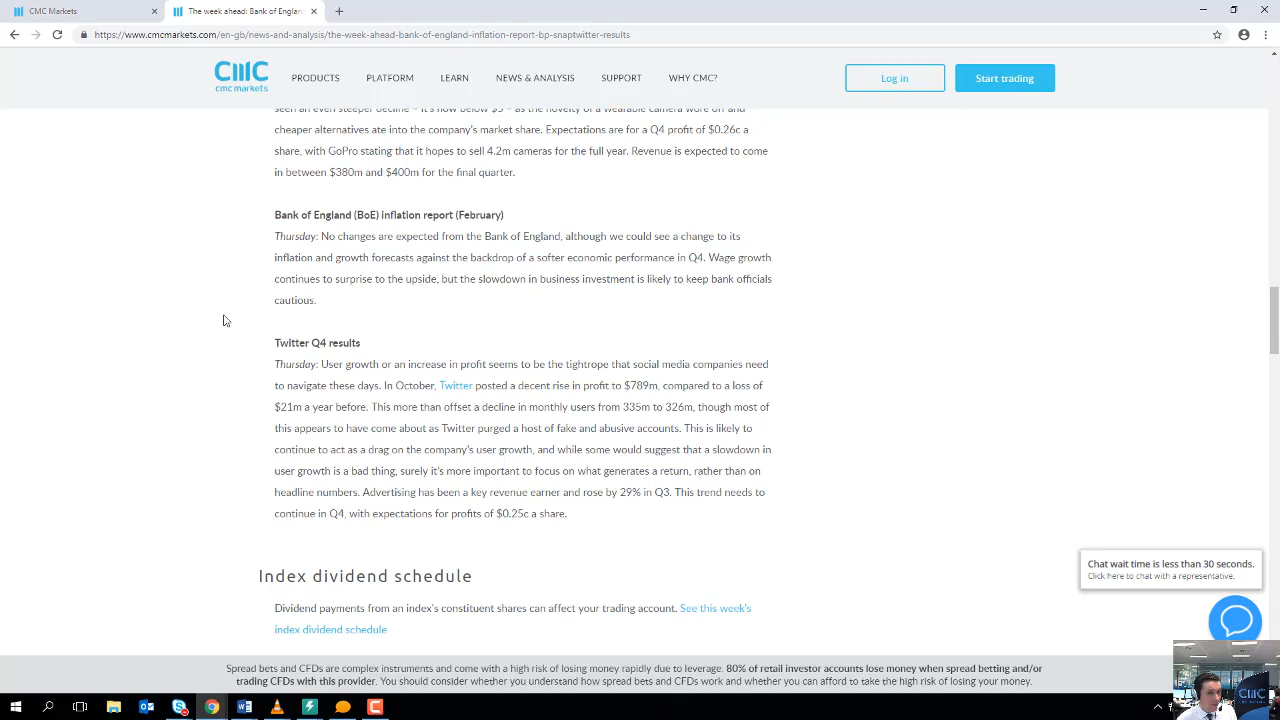 CMC Markets
The week ahead: Bank of Englan
https://www.cmcmarkets.com/en-gb/news-and-analysis/the-week-ahead-bank-of-england-inflation-report-bp-snaptwitter-results
cmc markets
PRODUCTS
PLATFORM
LEARN
NEWS & ANALYSIS
SUPPORT
WHY CMC?
Log in
Start trading
seen an even steeper decline – it's now below $5 – as the novelty of a wearable camera wore off and
cheaper alternatives ate into the company's market share. Expectations are for a Q4 profit of $0.26c a
share, with GoPro stating that it hopes to sell 4.2m cameras for the full year. Revenue is expected to come
in between $380m and $400m for the final quarter.
Bank of England (BoE) inflation report (February)
Thursday: No changes are expected from the Bank of England, although we could see a change to its
inflation and growth forecasts against the backdrop of a softer economic performance in Q4. Wage growth
continues to surprise to the upside, but the slowdown in business investment is likely to keep bank officials
cautious.
Twitter Q4 results
Thursday: User growth or an increase in profit seems to be the tightrope that social media companies need
to navigate these days. In October, Twitter posted a decent rise in profit to $789m, compared to a loss of
$21m a year before. This more than offset a decline in monthly users from 335m to 326m, though most of
this appears to have come about as Twitter purged a host of fake and abusive accounts. This is likely to
continue to act as a drag on the company's user growth, and while some would suggest that a slowdown in
user growth is a bad thing, surely it's more important to focus on what generates a return, rather than on
headline numbers. Advertising has been a key revenue earner and rose by 29% in Q3. This trend needs to
continue in Q4, with expectations for profits of $0.25c a share.
Index dividend schedule
Dividend payments from an index's constituent shares can affect your trading account. See this week's
index dividend schedule
Chat wait time is less than 30 seconds.
Click here to chat with a representative.
Spread bets and CFDs are complex instruments and come with a high risk of losing money rapidly due to leverage. 80% of retail investor accounts lose money when spread betting and/or
trading CFDs with this provider. You should consider whether you understand how spread bets and CFDs work and whether you can afford to take the high risk of losing your money.